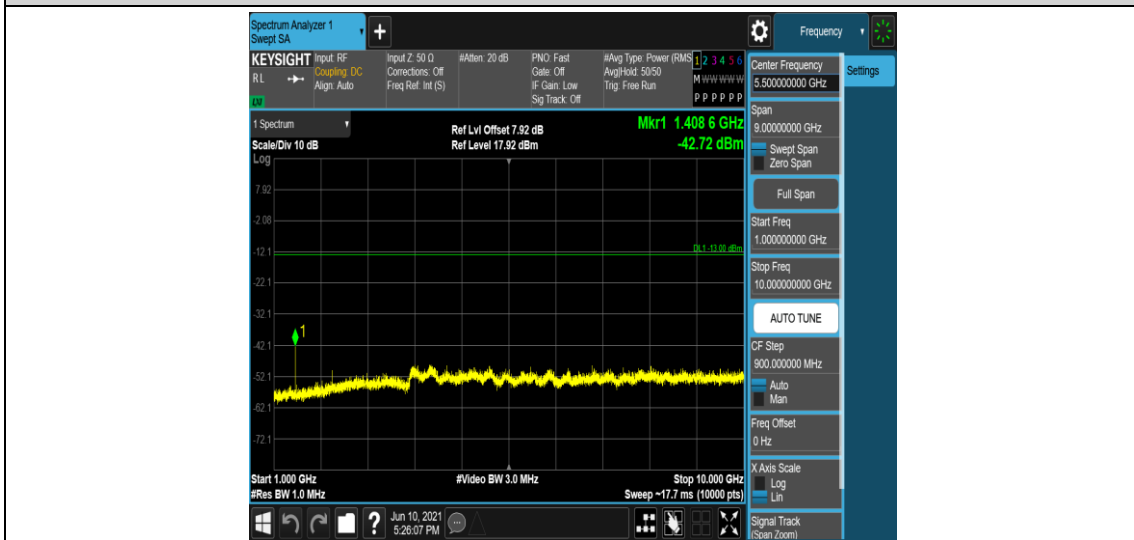 Spectrum Analyzer 1
Swept SA
+
Frequency
KEYSIGHT
RL
LXI
Input: RF
Coupling: DC
Align: Auto
Input Z: 50 Ω
Corrections: Off
Freq Ref: Int (S)
#Atten: 20 dB
PNO: Fast
Gate: Off
IF Gain: Low
Sig Track: Off
#Avg Type: Power (RMS
Avg|Hold: 50/50
Trig: Free Run
1 2 3 4 5 6
M W W W W W
P P P P P P
1 Spectrum
Scale/Div 10 dB
Ref Lvl Offset 7.92 dB
Ref Level 17.92 dBm
Mkr1 1.408 6 GHz
-42.72 dBm
Log
7.92
-2.08
-12.1
-22.1
-32.1
-42.1
-52.1
-62.1
-72.1
DL1 -13.00 dBm
1
Start 1.000 GHz
#Res BW 1.0 MHz
#Video BW 3.0 MHz
Stop 10.000 GHz
Sweep ~17.7 ms (10000 pts)
Center Frequency
5.500000000 GHz
Settings
Span
9.00000000 GHz
Swept Span
Zero Span
Full Span
Start Freq
1.000000000 GHz
Stop Freq
10.000000000 GHz
AUTO TUNE
CF Step
900.000000 MHz
Auto
Man
Freq Offset
0 Hz
X Axis Scale
Log
Lin
Signal Track
(Span Zoom)
?
Jun 10, 2021
5:26:07 PM